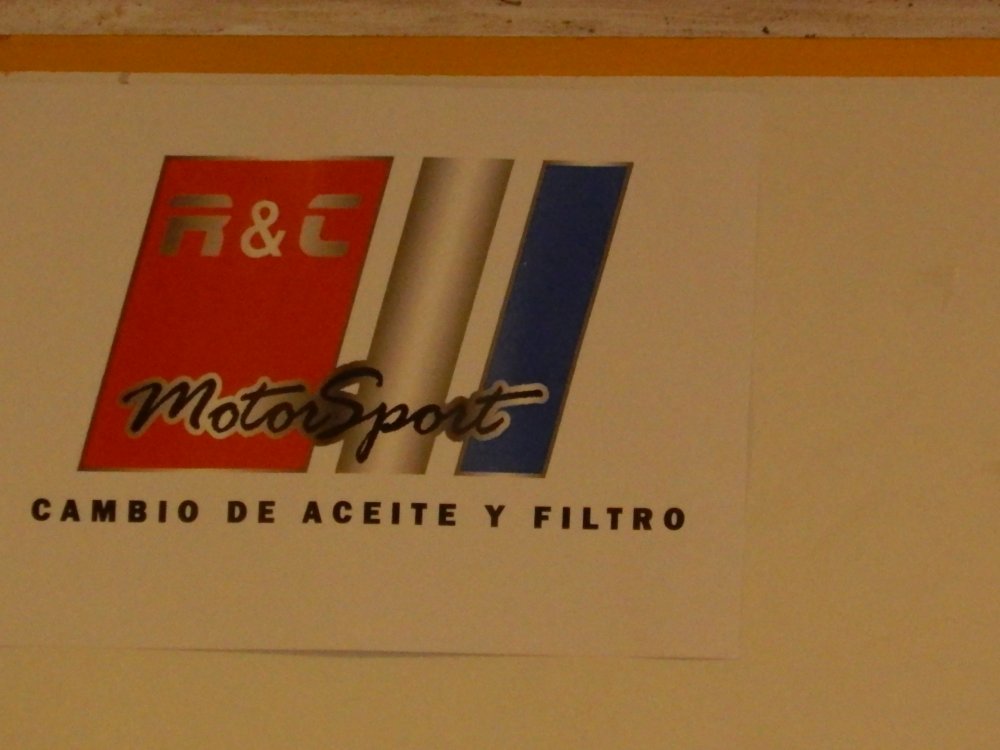 R&C
MotorSport
CAMBIO DE ACEITE Y FILTRO